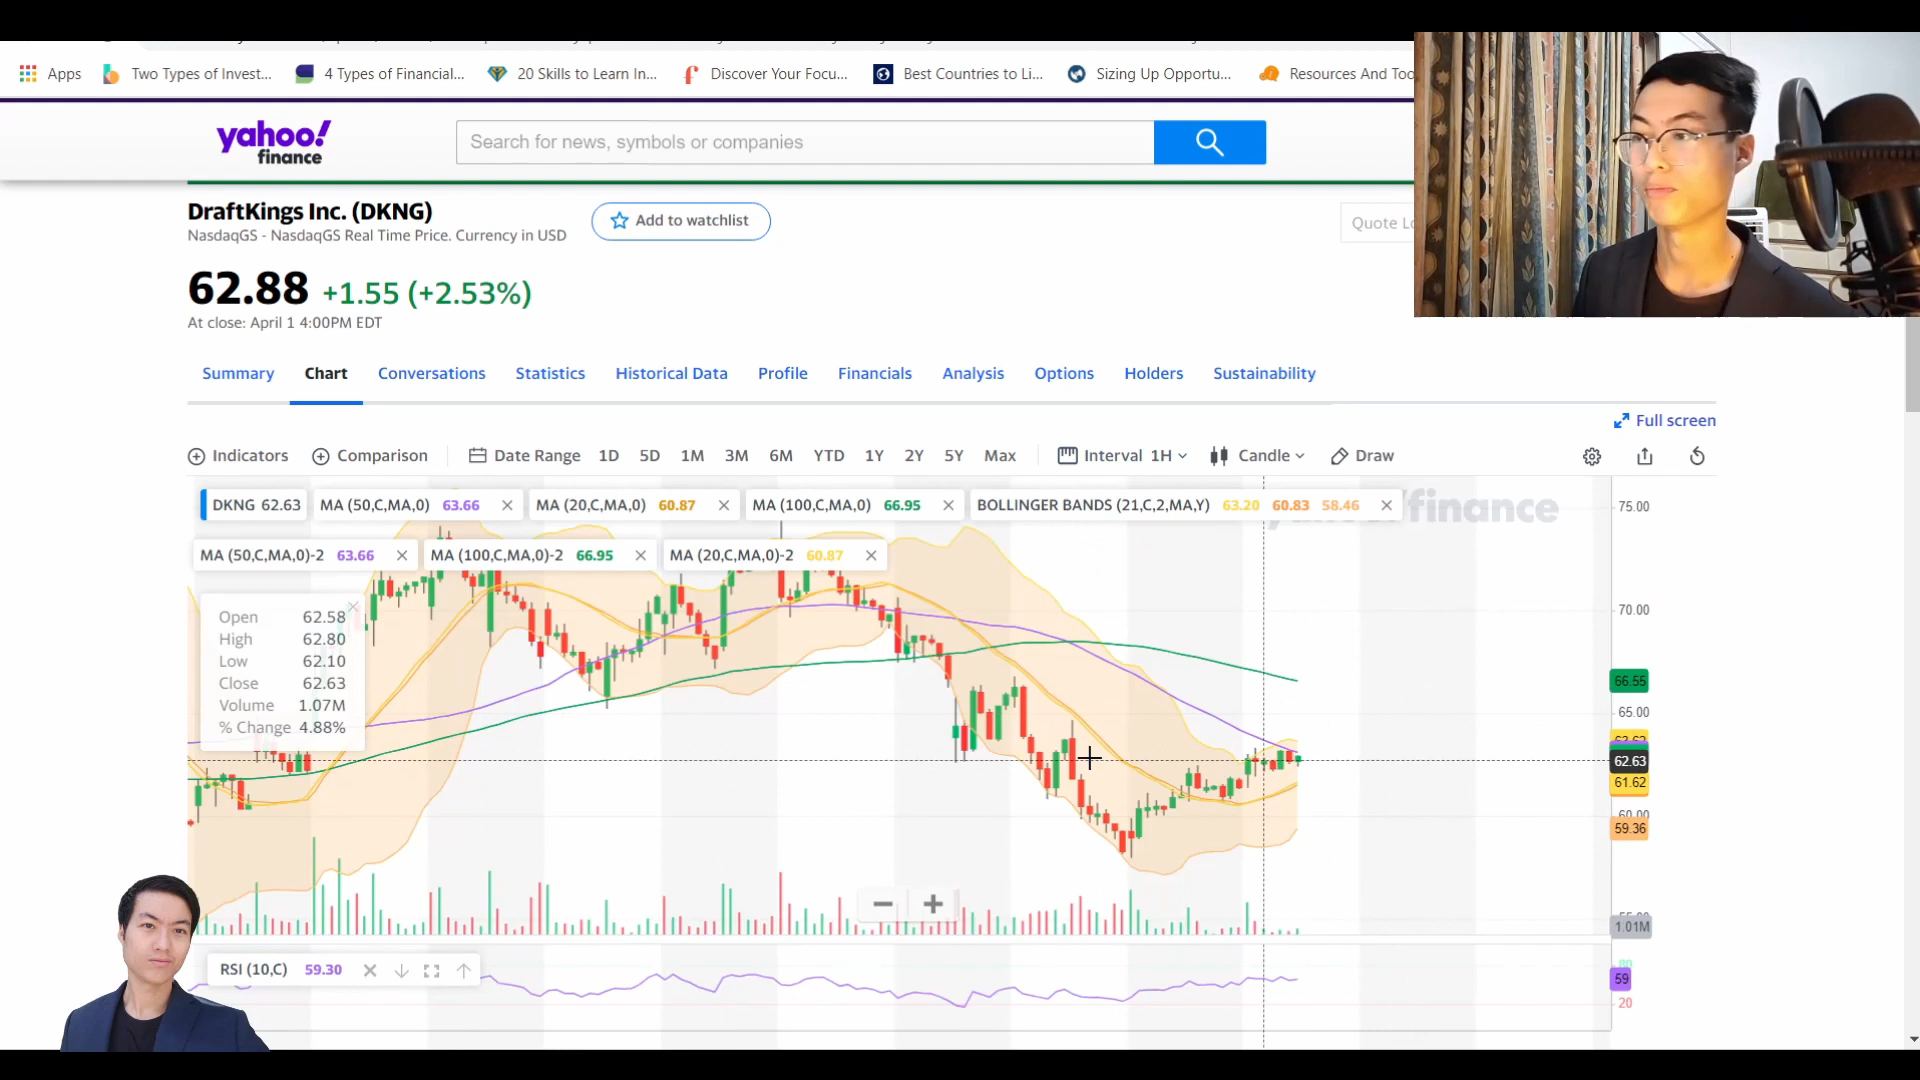 Apps
Two Types of Invest...
4 Types of Financial...
20 Skills to Learn In...
Discover Your Focu...
Best Countries to Li...
Sizing Up Opportu...
Resources And Too
yahoo!
finance
Search for news, symbols or companies
DraftKings Inc. (DKNG)
NasdaqGS - NasdaqGS Real Time Price. Currency in USD
Add to watchlist
Quote Lo
62.88 +1.55 (+2.53%)
At close: April 1 4:00PM EDT
Summary Chart Conversations Statistics Historical Data Profile Financials Analysis Options Holders Sustainability
Full screen
Indicators Comparison Date Range 1D 5D 1M 3M 6M YTD 1Y 2Y 5Y Max Interval 1H Candle Draw
DKNG 62.63 MA (50,C,MA,0) 63.66 MA (20,C,MA,0) 60.87 MA (100,C,MA,0) 66.95 BOLLINGER BANDS (21,C,2,MA,Y) 63.20 60.83 58.46
finance
75.00
MA (50,C,MA,0)-2 63.66 MA (100,C,MA,0)-2 66.95 MA (20,C,MA,0)-2 60.87
Open 62.58
High 62.80
Low 62.10
Close 62.63
Volume 1.07M
% Change 4.88%
70.00
66.55
65.00
62.63
61.62
60.00
59.36
1.01M
RSI (10,C) 59.30
80
59
20